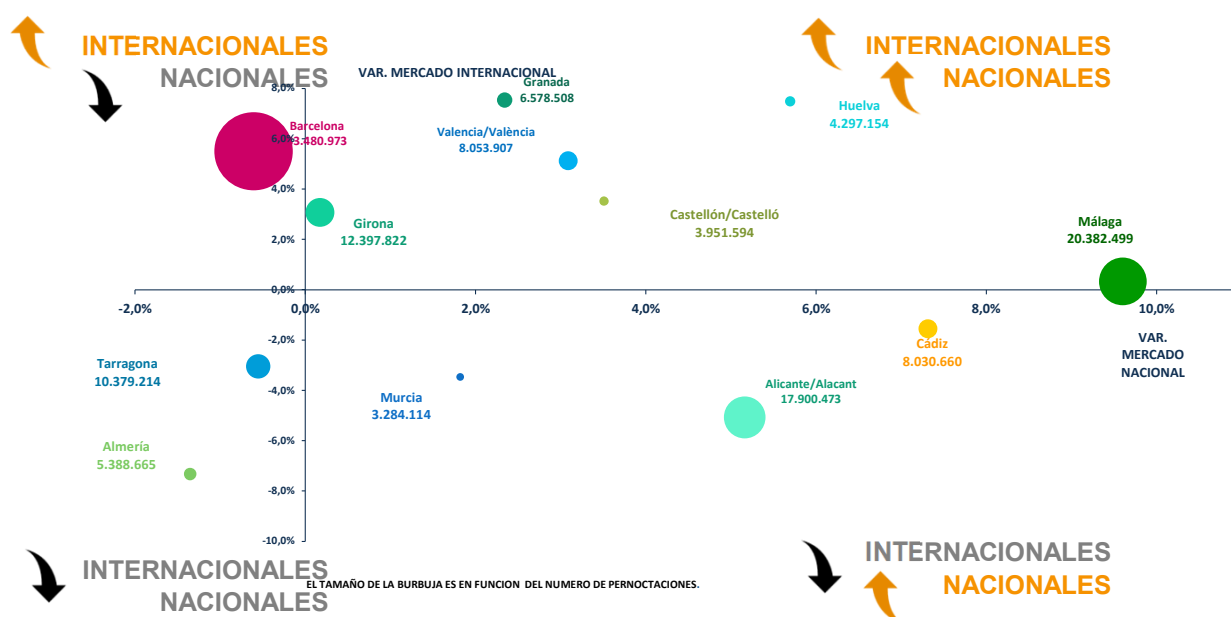 INTERNACIONALES
NACIONALES
INTERNACIONALES
NACIONALES
VAR. MERCADO INTERNACIONAL
8,0%
6,0%
4,0%
2,0%
0,0%
-2,0%
-4,0%
-6,0%
-8,0%
-10,0%
-2,0%
0,0%
2,0%
4,0%
6,0%
8,0%
10,0%
VAR.
MERCADO
NACIONAL
Granada
6.578.508
Huelva
4.297.154
Barcelona
Valencia/València
8.053.907
Girona
12.397.822
Castellón/Castelló
3.951.594
Málaga
20.382.499
Cádiz
8.030.660
Tarragona
10.379.214
Murcia
3.284.114
Alicante/Alacant
17.900.473
Almería
5.388.665
INTERNACIONALES
NACIONALES
EL TAMAÑO DE LA BURBUJA ES EN FUNCION DEL NUMERO DE PERNOCTACIONES.
INTERNACIONALES
NACIONALES